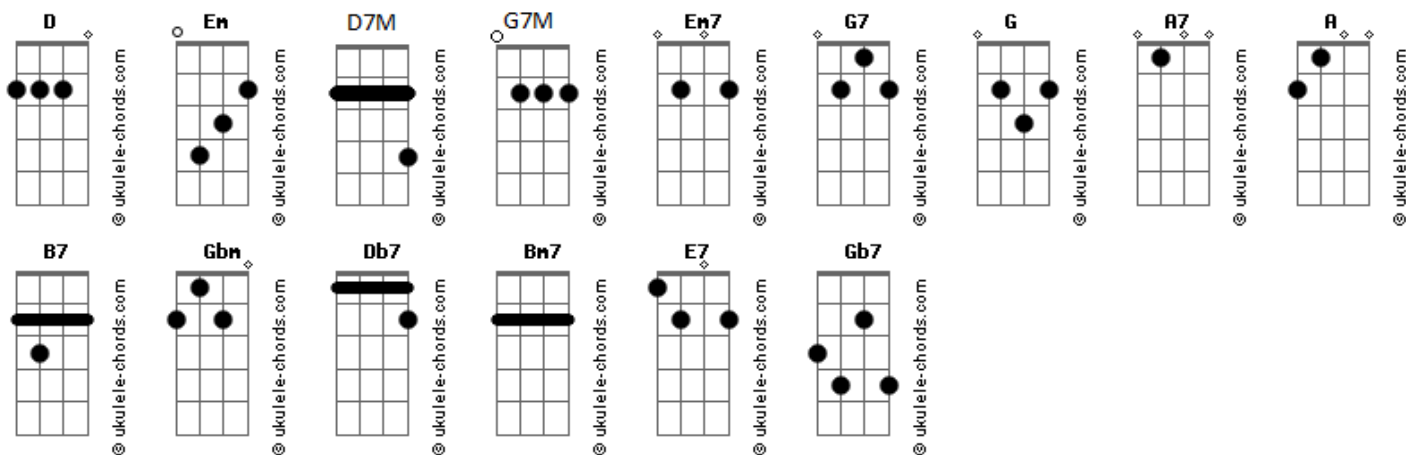 D Em D7M G7M Em7 G7 G A7 A
© ukulele-chords.com © ukulele-chords.com © ukulele-chords.com © ukulele-chords.com © ukulele-chords.com © ukulele-chords.com © ukulele-chords.com © ukulele-chords.com © ukulele-chords.com
B7 Gbm Db7 Bm7 E7 Gb7
© ukulele-chords.com © ukulele-chords.com © ukulele-chords.com © ukulele-chords.com © ukulele-chords.com © ukulele-chords.com